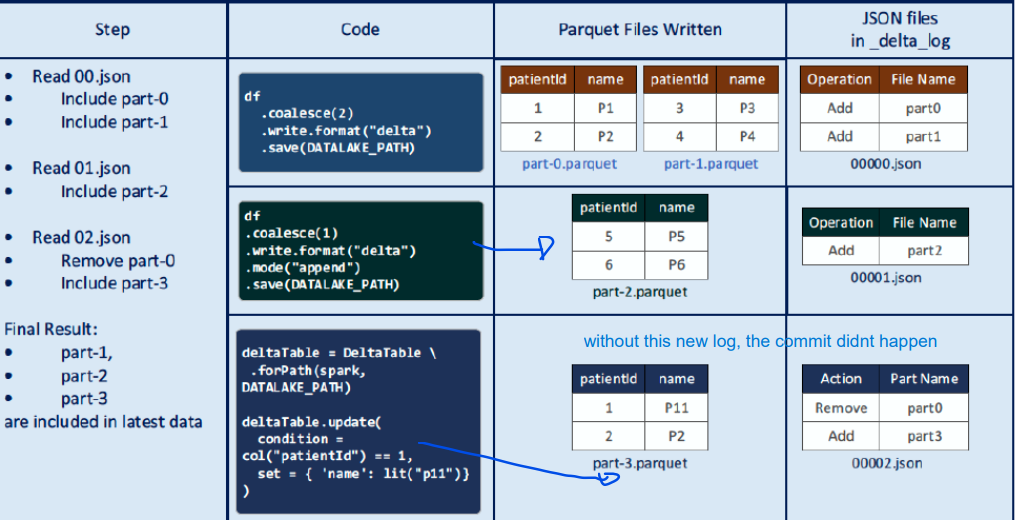 Step
Code
Parquet Files Written
JSON files
in _delta_log
• Read 00.json
• Include part-0
• Include part-1
• Read 01.json
• Include part-2
• Read 02.json
• Remove part-0
• Include part-3
Final Result:
• part-1,
• part-2
• part-3
are included in latest data
df
.coalesce(2)
.write.format("delta")
.save(DATALAKE_PATH)
patientId name
1 P1
2 P2
part-0.parquet
patientId name
3 P3
4 P4
part-1.parquet
Operation File Name
Add part0
Add part1
00000.json
df
.coalesce(1)
.write.format("delta")
.mode("append")
.save(DATALAKE_PATH)
patientId name
5 P5
6 P6
part-2.parquet
Operation File Name
Add part2
00001.json
deltaTable = DeltaTable \
.forPath(spark,
DATALAKE_PATH)
deltaTable.update(
condition =
col("patientId") == 1,
set = { 'name': lit("p11")}
)
without this new log, the commit didnt happen
patientId name
1 P11
2 P2
part-3.parquet
Action Part Name
Remove part0
Add part3
00002.json